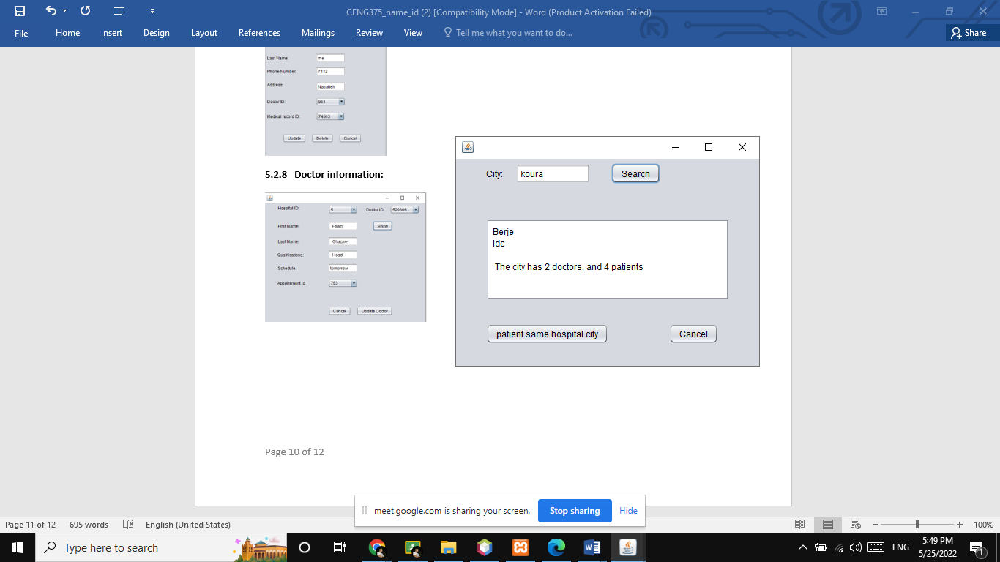 CENG375_name_id (2) [Compatibility Mode] - Word (Product Activation Failed)
File Home Insert Design Layout References Mailings Review View Tell me what you want to do... Share
Last Name: me
Phone Number: 7412
Address: Nabatieh
Doctor ID: 951
Medical record ID: 74563
Update Delete Cancel
5.2.8 Doctor information:
Hospital ID: 5 Doctor ID: 520306...
First Name: Fawzy Show
Last Name: Ghazawy
Qualifications: Head
Schedule: tomorrow
Appointment id: 753
Cancel Update Doctor
City: koura Search
Berje
idc
The city has 2 doctors, and 4 patients
patient same hospital city Cancel
Page 10 of 12
meet.google.com is sharing your screen. Stop sharing Hide
Page 11 of 12 695 words English (United States) 100%
Type here to search
ENG
5:49 PM
5/25/2022
1